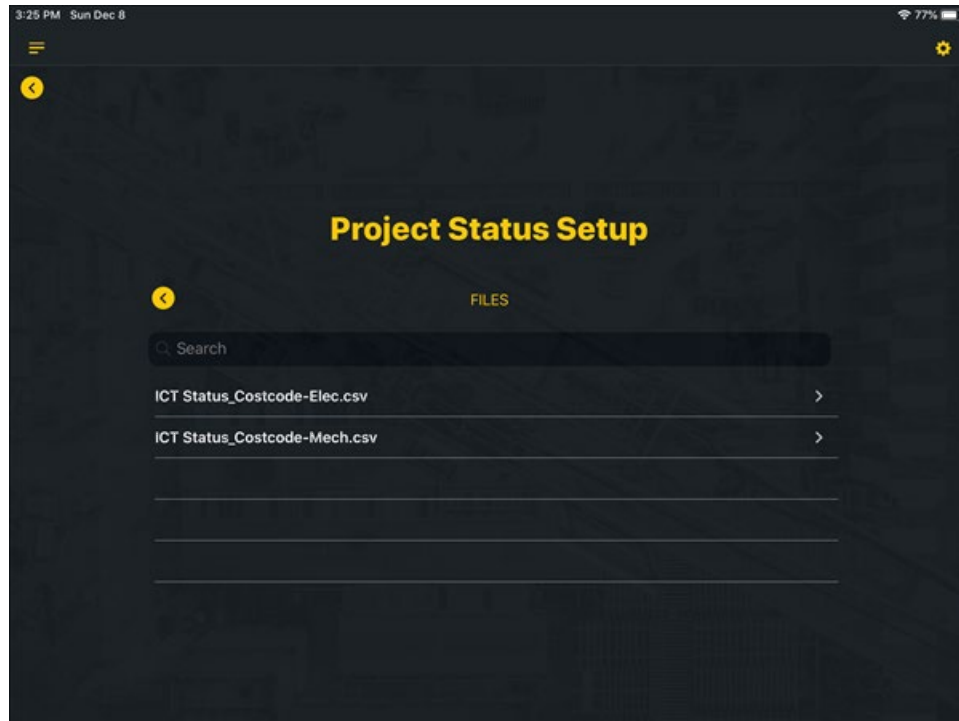 3:25 PM Sun Dec 8 77%
Project Status Setup
FILES
Search
ICT Status_Costcode-Elec.csv
ICT Status_Costcode-Mech.csv